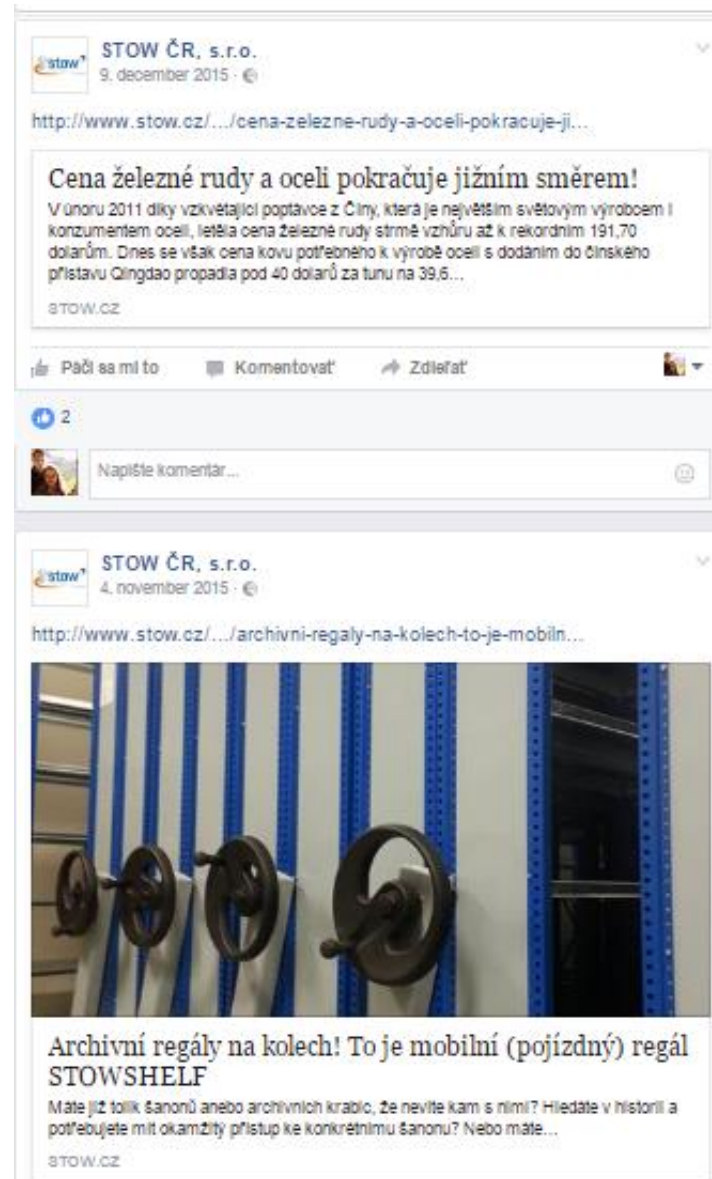 stow
STOW ČR, s.r.o.
9. december 2015 ·
http://www.stow.cz/.../cena-zelezne-rudy-a-oceli-pokracuje-ji...
Cena železné rudy a oceli pokračuje jižním směrem!
V únoru 2011 díky vzkvétající poptávce z Číny, která je největším světovým výrobcem i
konzumentem oceli, letěla cena železné rudy strmě vzhůru až k rekordním 191,70
dolarům. Dnes se však cena kovu potřebného k výrobě oceli s dodáním do čínského
přístavu Qingdao propadla pod 40 dolarů za tunu na 39,6...
STOW.CZ
Páči sa mi to Komentovať Zdieľať
2
Napíšte komentár...
stow
STOW ČR, s.r.o.
4. november 2015 ·
http://www.stow.cz/.../archivni-regaly-na-kolech-to-je-mobiln...
Archivní regály na kolech! To je mobilní (pojízdný) regál
STOWSHELF
Máte již tolik šanonů anebo archivních krabic, že nevíte kam s nimi? Hledáte v historii a
potřebujete mít okamžitý přístup ke konkrétnímu šanonu? Nebo máte...
STOW.CZ